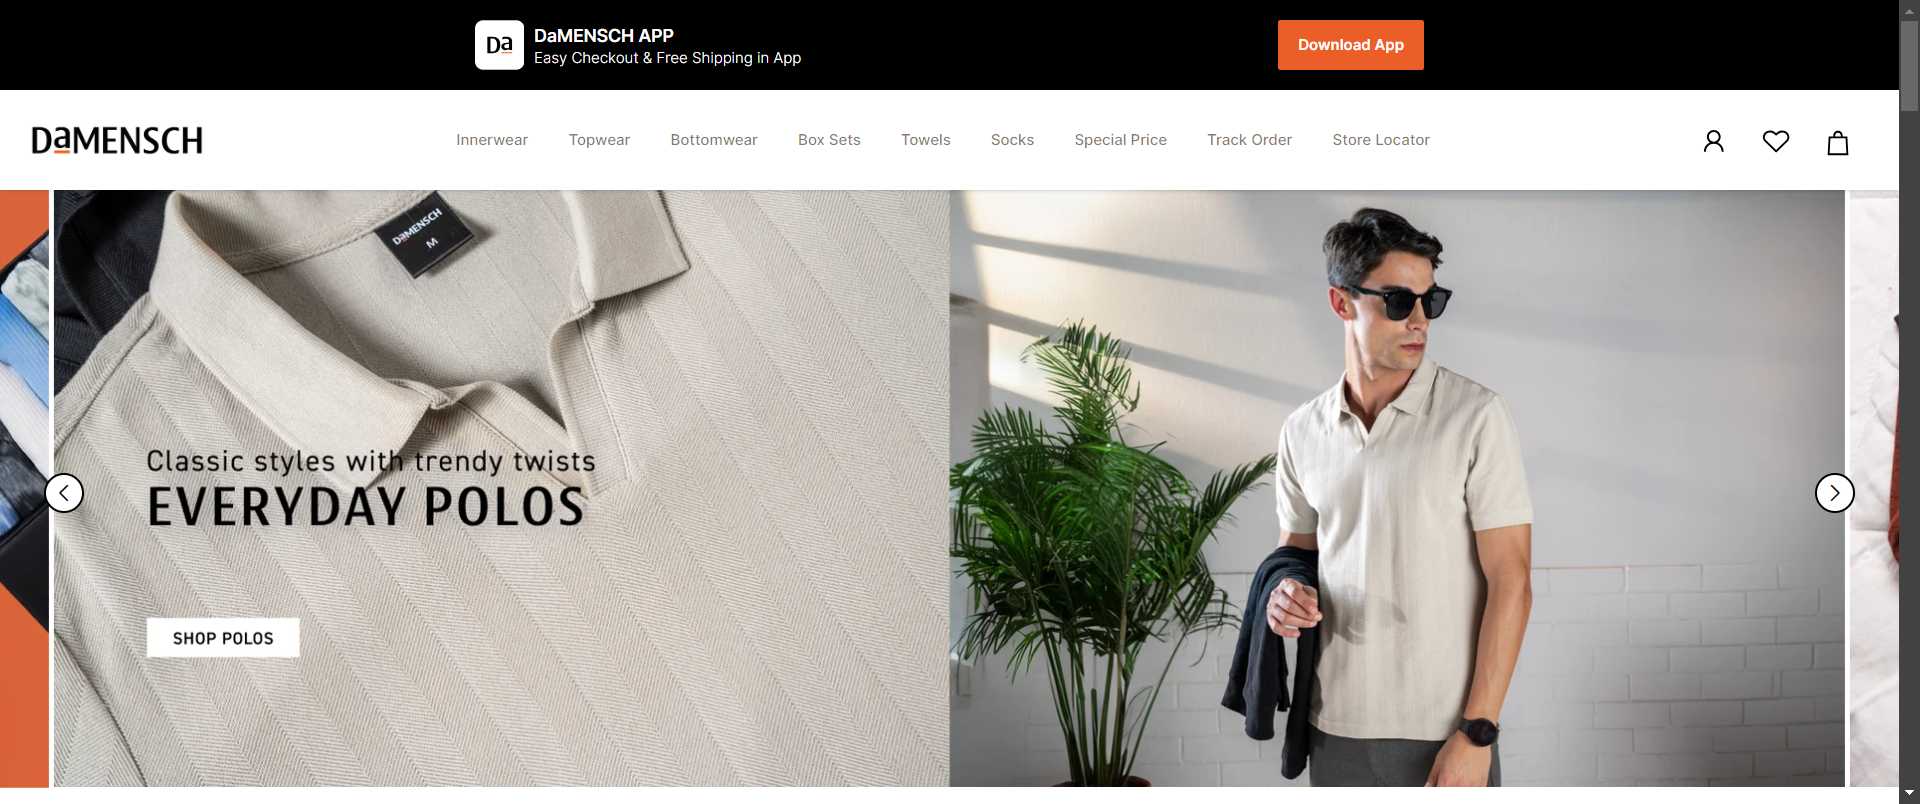 Da
DaMENSCH APP
Easy Checkout & Free Shipping in App
Download App
DaMENSCH
Innerwear
Topwear
Bottomwear
Box Sets
Towels
Socks
Special Price
Track Order
Store Locator
DaMENSCH
M
Classic styles with trendy twists
EVERYDAY POLOS
SHOP POLOS